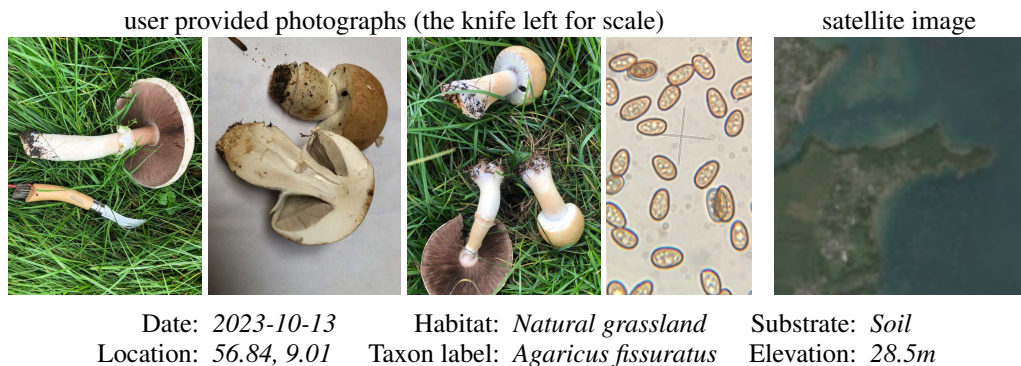 user provided photographs (the knife left for scale)
satellite image
Date: 2023-10-13 Habitat: Natural grassland Substrate: Soil
Location: 56.84, 9.01 Taxon label: Agaricus fissuratus Elevation: 28.5m